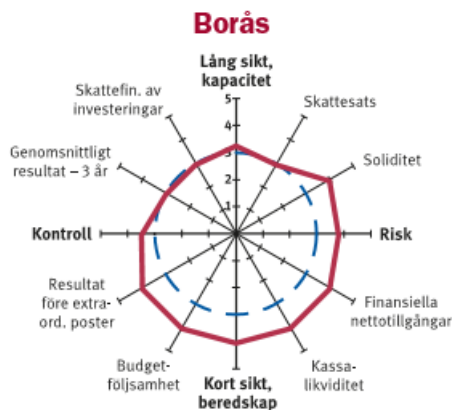 Borås
Lång sikt,
kapacitet
Skattefin. av
investeringar
Skattesats
Genomsnittligt
resultat – 3 år
Soliditet
5
4
3
2
1
Kontroll
Risk
Resultat
före extra-
ord. poster
Finansiella
nettotillgångar
Budget-
följsamhet
Kassa-
likviditet
Kort sikt,
beredskap